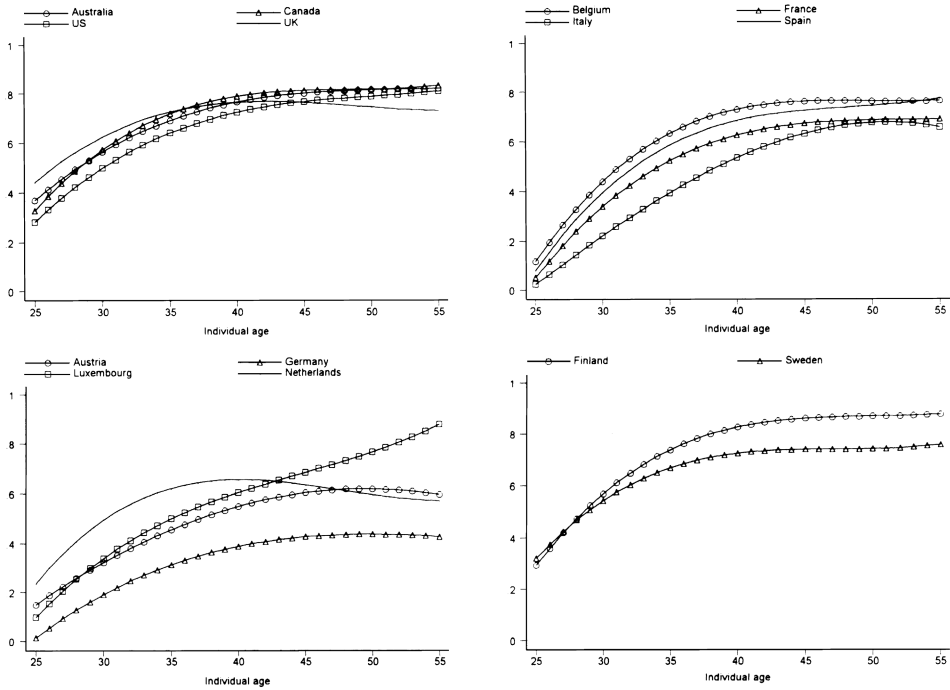 Australia Canada
US UK
1
8
6
4
2
0
25 30 35 40 45 50 55
Individual age
Belgium France
Italy Spain
1
8
6
4
2
0
25 30 35 40 45 50 55
Individual age
Austria Germany
Luxembourg Netherlands
1
8
6
4
2
0
25 30 35 40 45 50 55
Individual age
Finland Sweden
1
8
6
4
2
0
25 30 35 40 45 50 55
Individual age